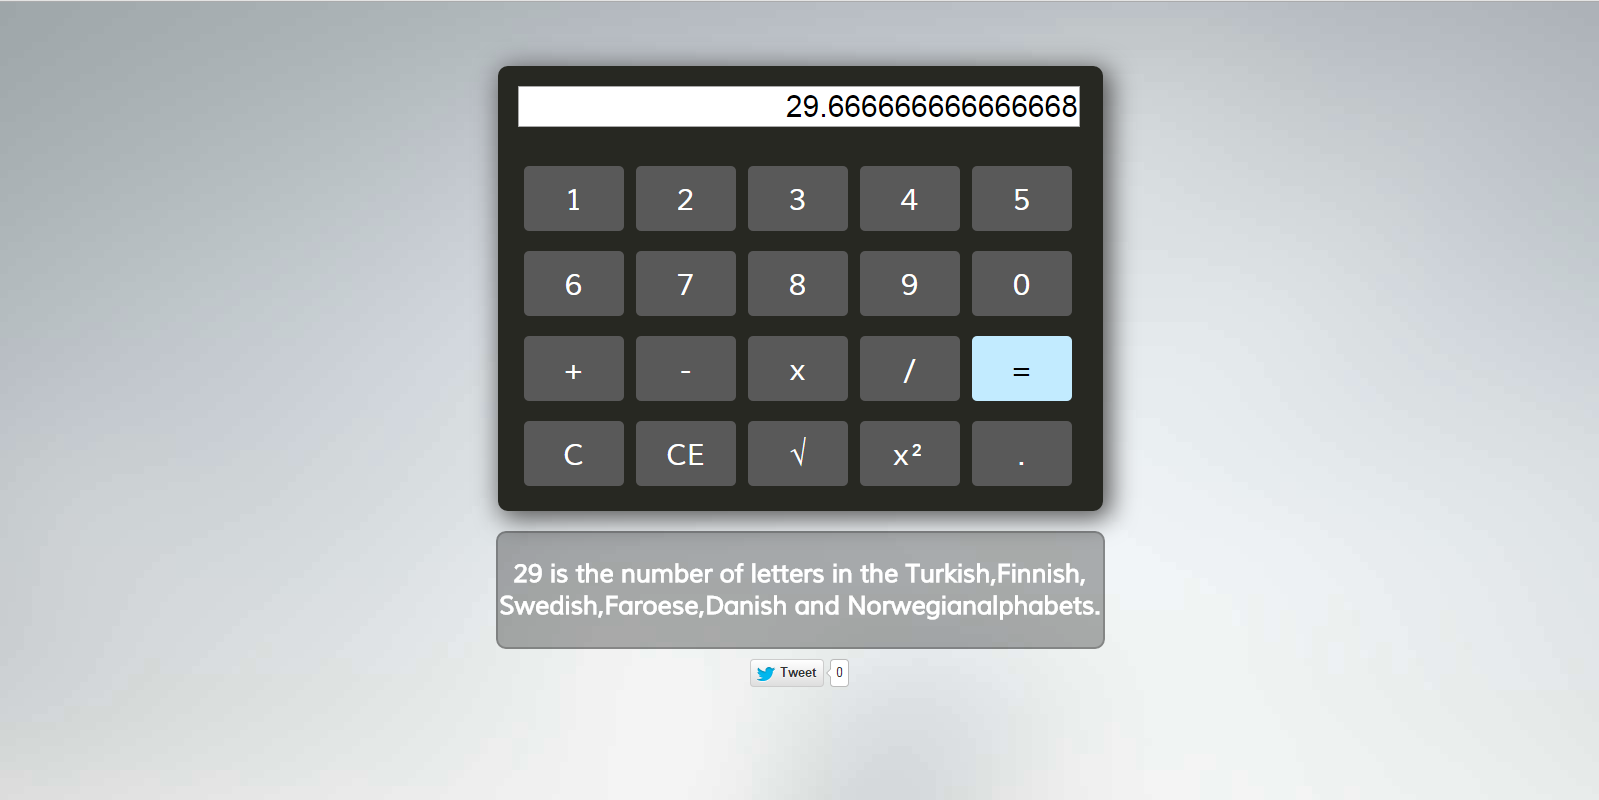 29.666666666666668
1 2 3 4 5
6 7 8 9 0
+ - x / =
C CE √ x² .
29 is the number of letters in the Turkish,Finnish,
Swedish,Faroese,Danish and Norwegianalphabets.
Tweet 0